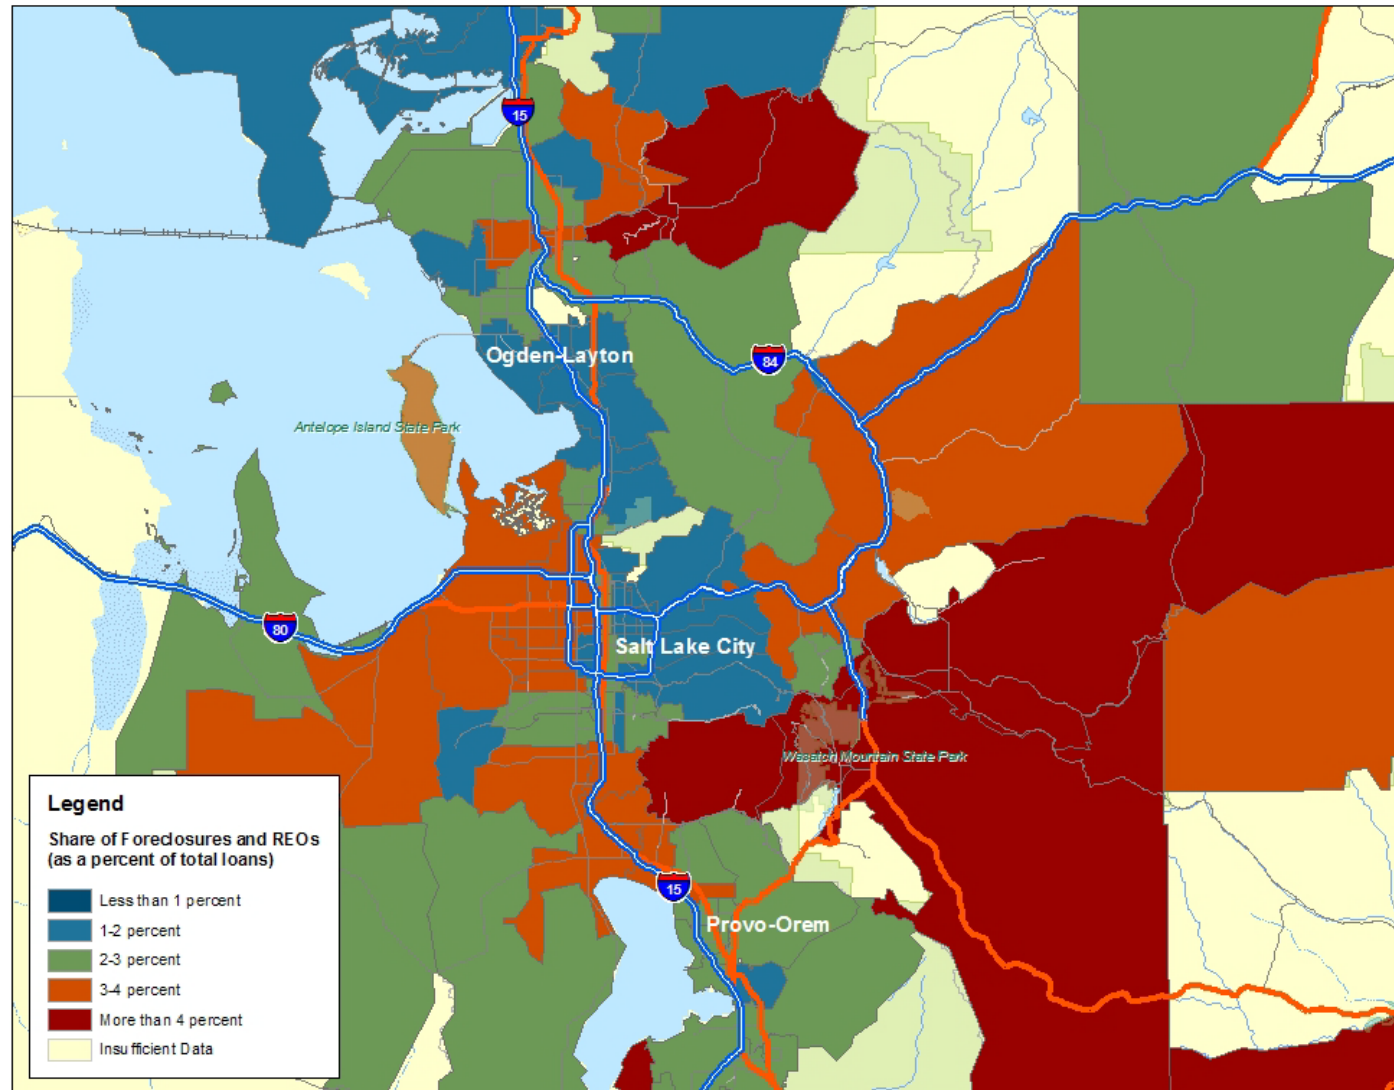 15
Ogden-Layton
84
Antelope Island State Park
80
Salt Lake City
Wasatch Mountain State Park
15
Provo-Orem
Legend
Share of Foreclosures and REOs
(as a percent of total loans)
Less than 1 percent
1-2 percent
2-3 percent
3-4 percent
More than 4 percent
Insufficient Data